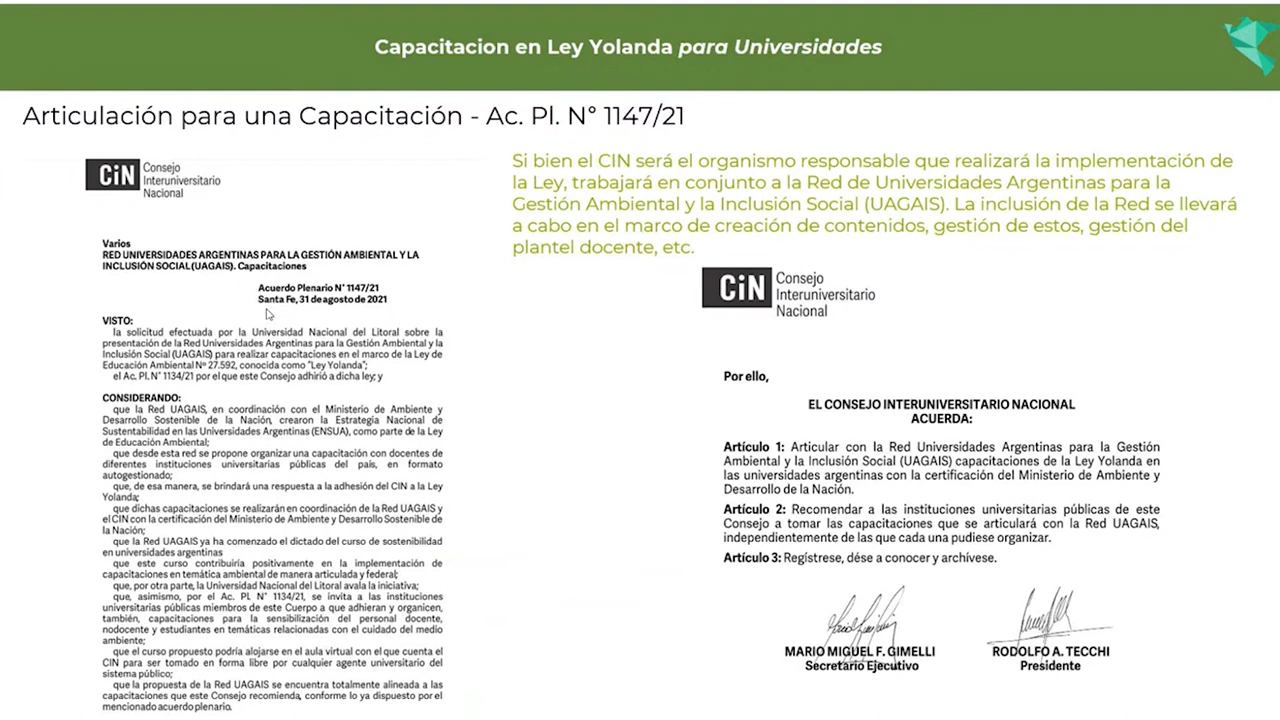 Capacitacion en Ley Yolanda para Universidades
Articulación para una Capacitación - Ac. Pl. N° 1147/21
CiN Consejo
Interuniversitario
Nacional
Varios
RED UNIVERSIDADES ARGENTINAS PARA LA GESTIÓN AMBIENTAL Y LA
INCLUSIÓN SOCIAL (UAGAIS). Capacitaciones
Acuerdo Plenario N° 1147/21
Santa Fe, 31 de agosto de 2021
VISTO:
la solicitud efectuada por la Universidad Nacional del Litoral sobre la
presentación de la Red Universidades Argentinas para la Gestión Ambiental y la
Inclusión Social (UAGAIS) para realizar capacitaciones en el marco de la Ley de
Educación Ambiental Nº 27.592, conocida como "Ley Yolanda";
el Ac. Pl. N° 1134/21 por el que este Consejo adhirió a dicha ley; y
CONSIDERANDO:
que la Red UAGAIS, en coordinación con el Ministerio de Ambiente y
Desarrollo Sostenible de la Nación, crearon la Estrategia Nacional de
Sustentabilidad en las Universidades Argentinas (ENSUA), como parte de la Ley
de Educación Ambiental;
que desde esta red se propone organizar una capacitación con docentes de
diferentes instituciones universitarias públicas del país, en formato
autogestionado;
que, de esa manera, se brindará una respuesta a la adhesión del CIN a la Ley
Yolanda;
que dichas capacitaciones se realizarán en coordinación de la Red UAGAIS y
el CIN con la certificación del Ministerio de Ambiente y Desarrollo Sostenible de
la Nación;
que la Red UAGAIS ya ha comenzado el dictado del curso de sostenibilidad
en universidades argentinas
que este curso contribuiría positivamente en la implementación de
capacitaciones en temática ambiental de manera articulada y federal;
que, por otra parte, la Universidad Nacional del Litoral avala la iniciativa;
que, asimismo, por el Ac. Pl. N° 1134/21, se invita a las instituciones
universitarias públicas miembros de este Cuerpo a que adhieran y organicen,
también, capacitaciones para la sensibilización del personal docente,
nodocente y estudiantes en temáticas relacionadas con el cuidado del medio
ambiente;
que el curso propuesto podría alojarse en el aula virtual con el que cuenta el
CIN para ser tomado en forma libre por cualquier agente universitario del
sistema público;
que la propuesta de la Red UAGAIS se encuentra totalmente alineada a las
capacitaciones que este Consejo recomienda, conforme lo ya dispuesto por el
mencionado acuerdo plenario.
Si bien el CIN será el organismo responsable que realizará la implementación de
la Ley, trabajará en conjunto a la Red de Universidades Argentinas para la
Gestión Ambiental y la Inclusión Social (UAGAIS). La inclusión de la Red se llevará
a cabo en el marco de creación de contenidos, gestión de estos, gestión del
plantel docente, etc.
CiN Consejo
Interuniversitario
Nacional
Por ello,
EL CONSEJO INTERUNIVERSITARIO NACIONAL
ACUERDA:
Artículo 1: Articular con la Red Universidades Argentinas para la Gestión
Ambiental y la Inclusión Social (UAGAIS) capacitaciones de la Ley Yolanda en
las universidades argentinas con la certificación del Ministerio de Ambiente y
Desarrollo de la Nación.
Artículo 2: Recomendar a las instituciones universitarias públicas de este
Consejo a tomar las capacitaciones que se articulará con la Red UAGAIS,
independientemente de las que cada una pudiese organizar.
Artículo 3: Regístrese, dése a conocer y archívese.
MARIO MIGUEL F. GIMELLI
Secretario Ejecutivo
RODOLFO A. TECCHI
Presidente